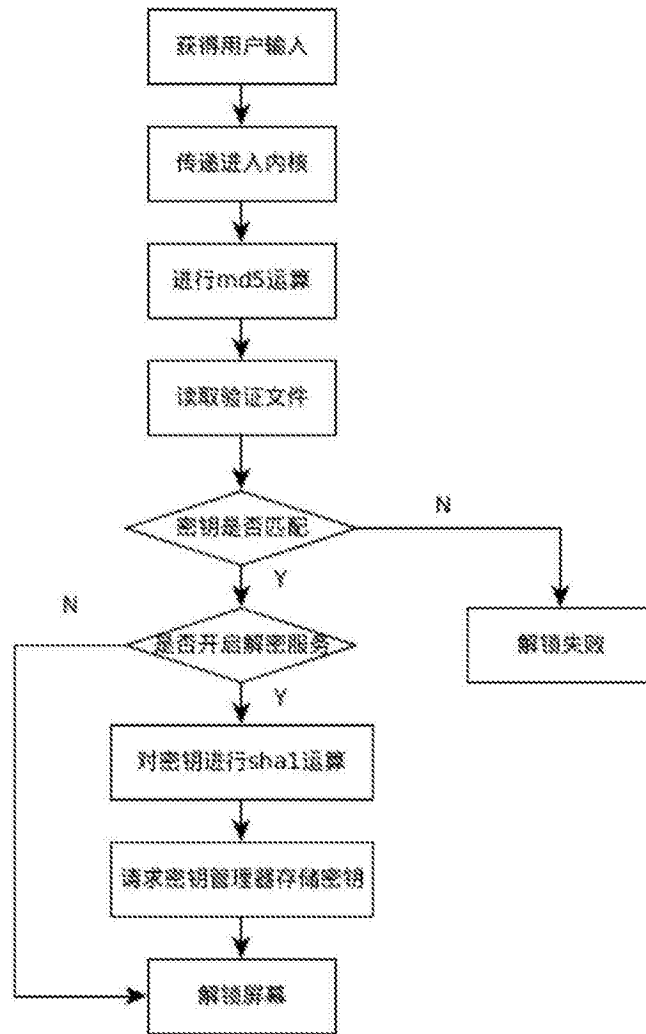 获得用户输入
传递进入内核
进行md5运算
读取验证文件
密钥是否匹配
N
Y
N
是否开启解密服务
解锁失败
Y
对密钥进行sha1运算
请求密钥管理器存储密钥
解锁屏幕